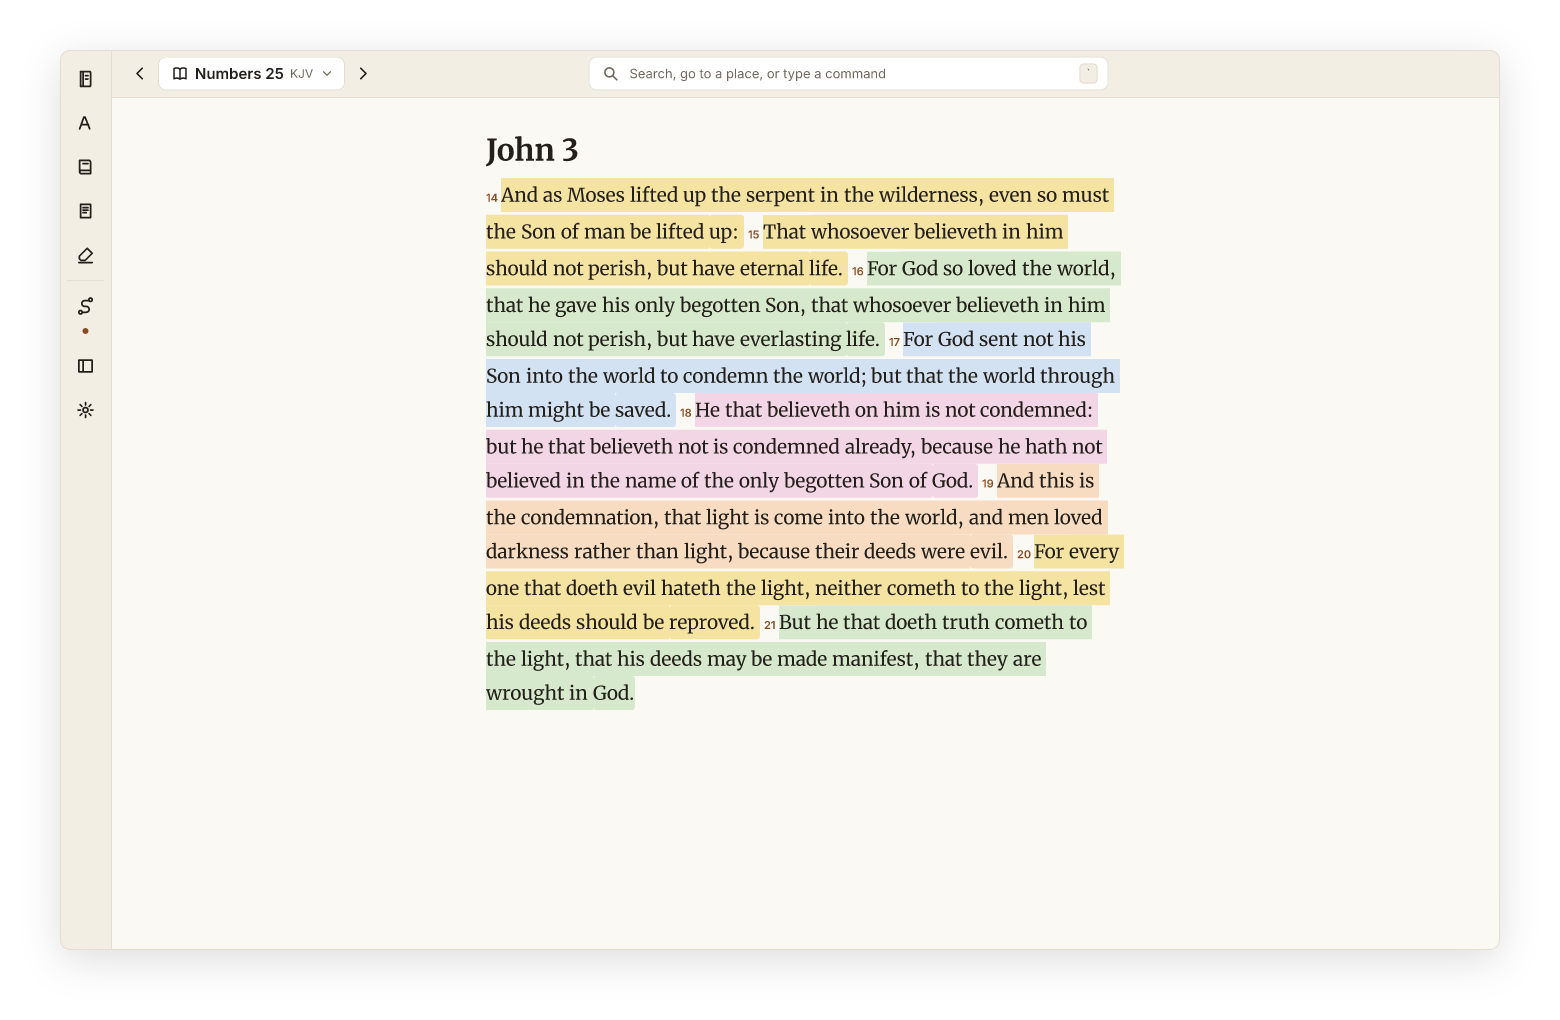 Numbers 25 KJV
Search, go to a place, or type a command
A
John 3
14 And as Moses lifted up the serpent in the wilderness, even so must
the Son of man be lifted up: 15 That whosoever believeth in him
should not perish, but have eternal life. 16 For God so loved the world,
that he gave his only begotten Son, that whosoever believeth in him
should not perish, but have everlasting life. 17 For God sent not his
Son into the world to condemn the world; but that the world through
him might be saved. 18 He that believeth on him is not condemned:
but he that believeth not is condemned already, because he hath not
believed in the name of the only begotten Son of God. 19 And this is
the condemnation, that light is come into the world, and men loved
darkness rather than light, because their deeds were evil. 20 For every
one that doeth evil hateth the light, neither cometh to the light, lest
his deeds should be reproved. 21 But he that doeth truth cometh to
the light, that his deeds may be made manifest, that they are
wrought in God.